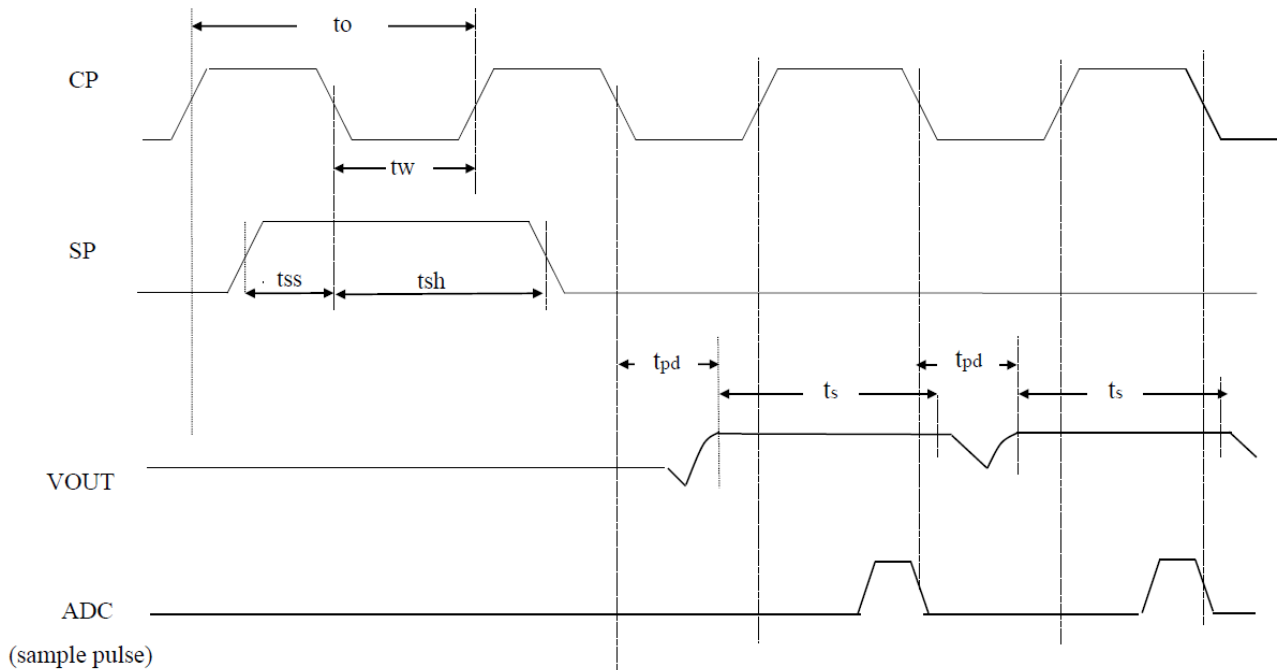 to
CP
tw
SP
tss
tsh
tpd
tpd
ts
ts
VOUT
ADC
(sample pulse)